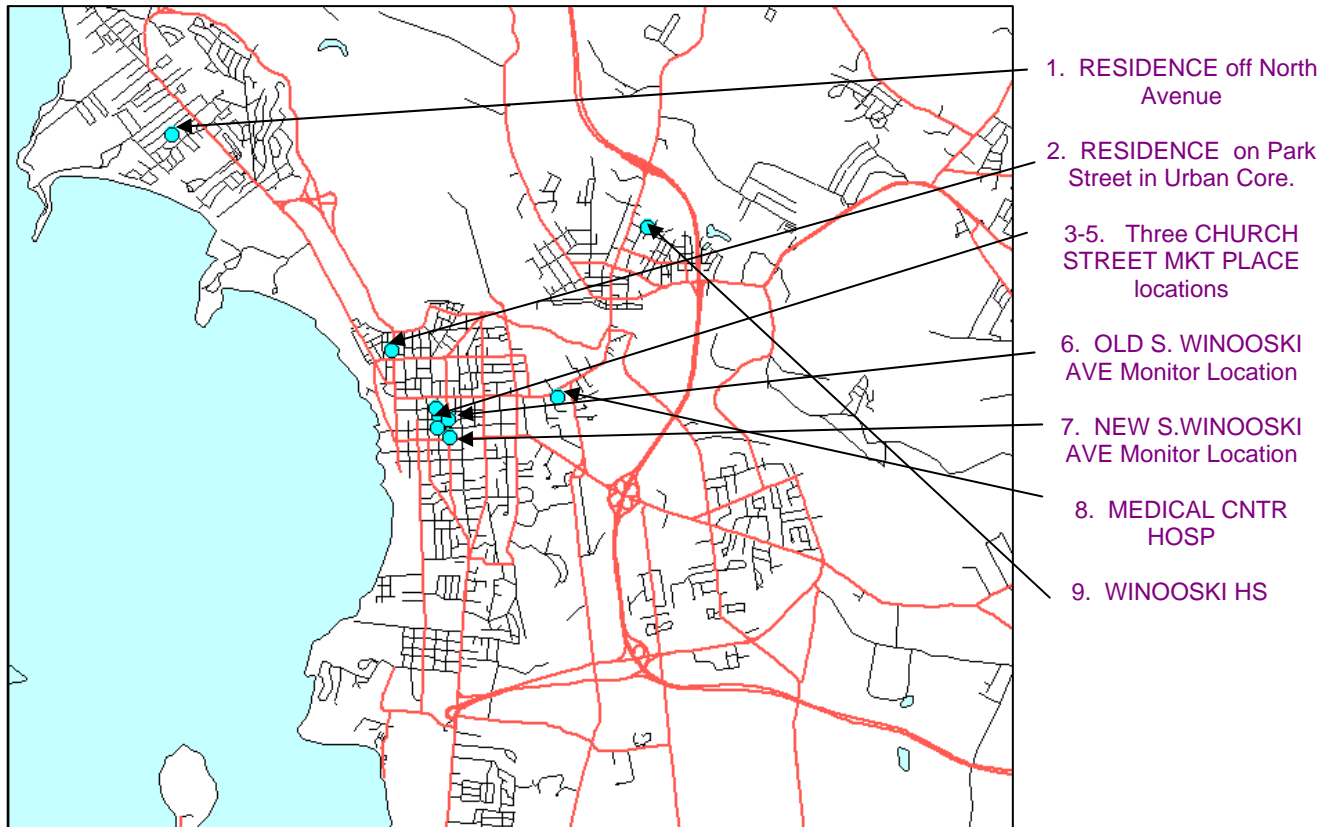 1. RESIDENCE off North
Avenue
2. RESIDENCE on Park
Street in Urban Core.
3-5. Three CHURCH
STREET MKT PLACE
locations
6. OLD S. WINOOSKI
AVE Monitor Location
7. NEW S.WINOOSKI
AVE Monitor Location
8. MEDICAL CNTR
HOSP
9. WINOOSKI HS